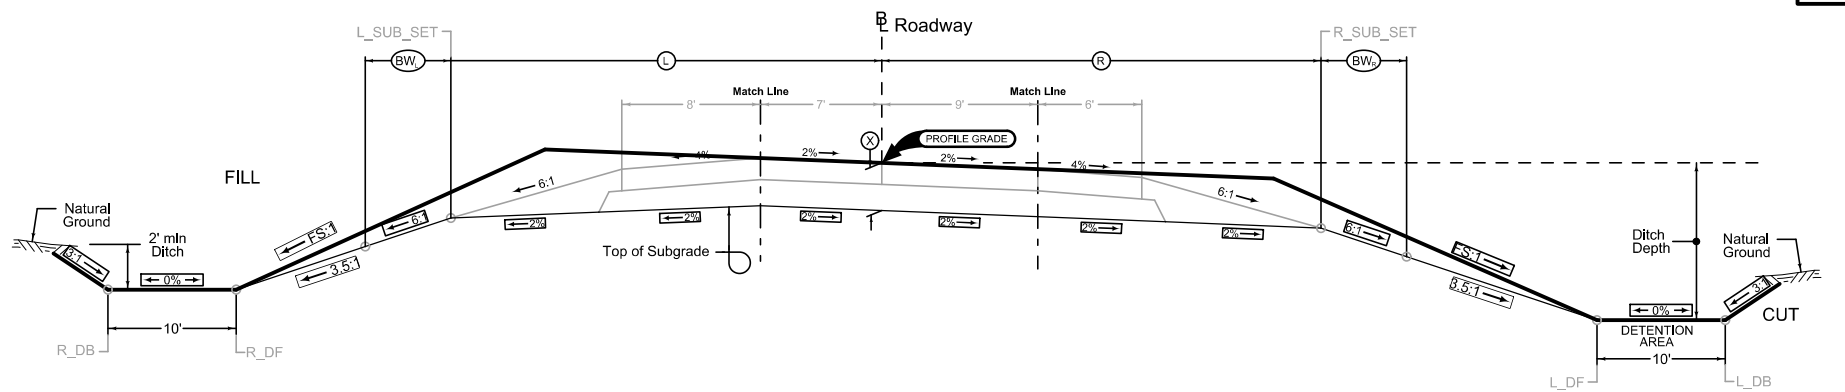 B
L Roadway
L_SUB_SET
R_SUB_SET
BWL
L
R
BWR
Match Line
Match Line
8'
7'
9'
6'
X
PROFILE GRADE
4%
2%
2%
4%
FILL
6:1
6:1
Natural
Ground
2' min
Ditch
3:1
0%
FS:1
3.5:1
6:1
2%
2%
2%
2%
2%
2%
6:1
FS:1
3.5:1
Top of Subgrade
Ditch
Depth
Natural
Ground
3:1
0%
CUT
DETENTION
AREA
10'
10'
R_DB
R_DF
L_DF
L_DB